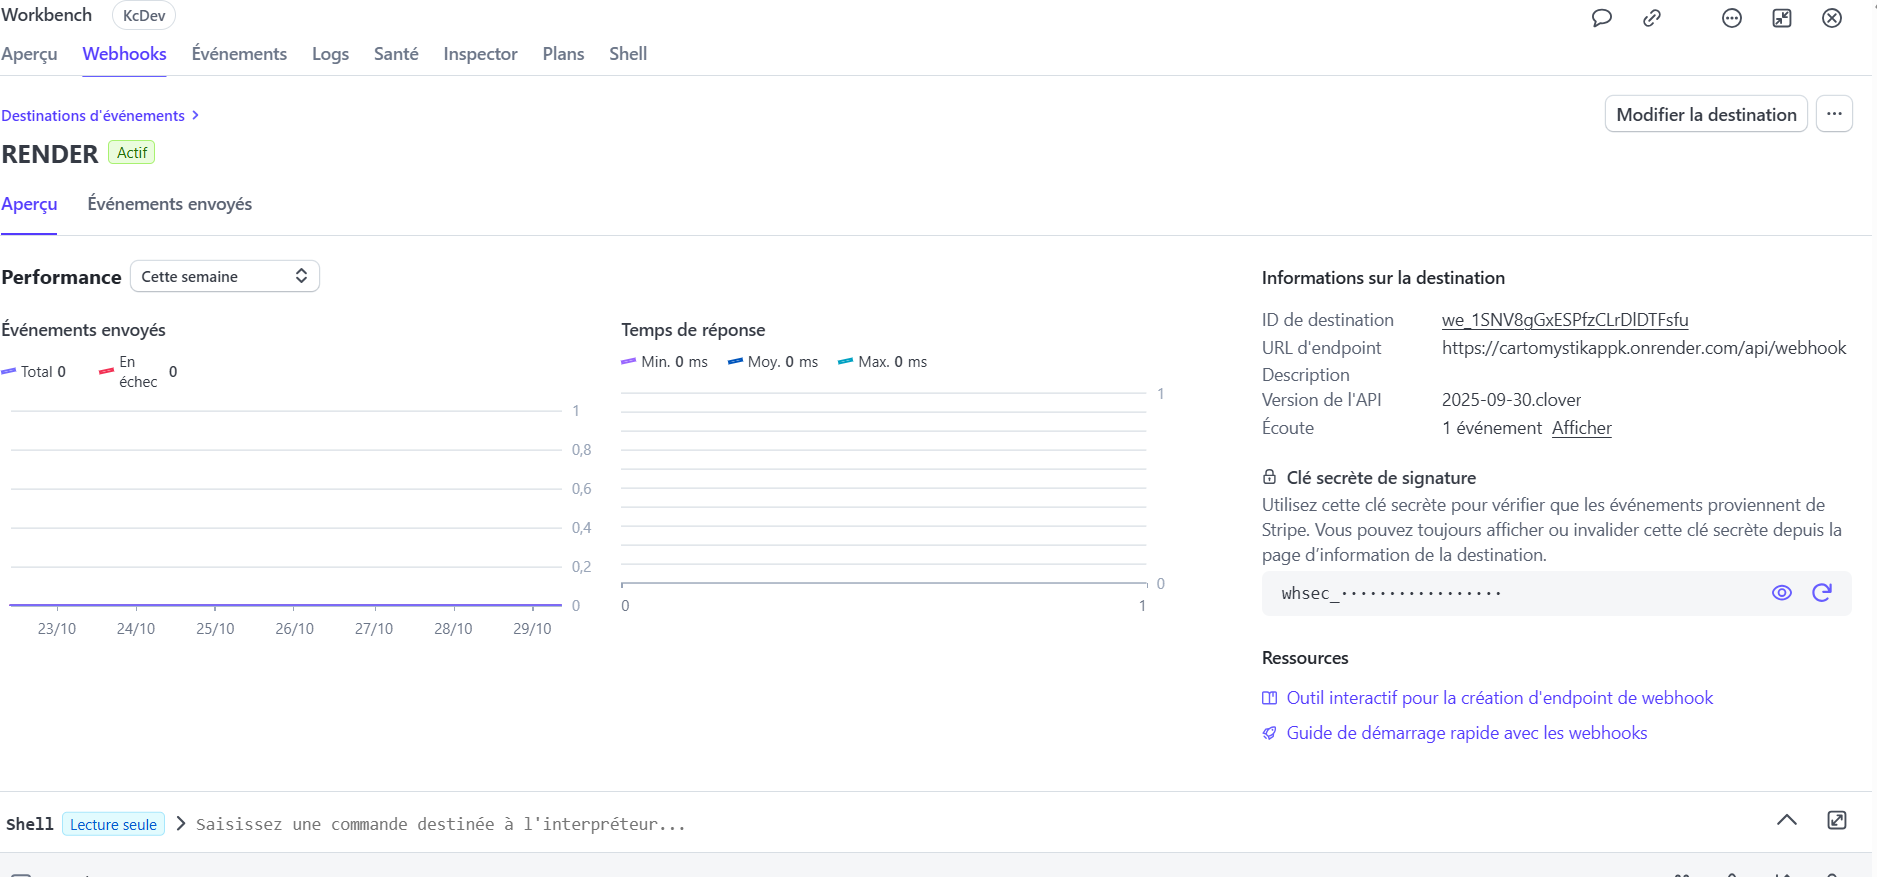 Workbench KcDev
Aperçu Webhooks Événements Logs Santé Inspector Plans Shell
Destinations d'événements
Modifier la destination
RENDER Actif
Aperçu Événements envoyés
Performance Cette semaine
Événements envoyés
Total 0 En échec 0
1
0,8
0,6
0,4
0,2
0
23/10 24/10 25/10 26/10 27/10 28/10 29/10
Temps de réponse
Min. 0 ms Moy. 0 ms Max. 0 ms
1
0
0 1
Informations sur la destination
ID de destination we_1SNV8gGxESPfzCLrDlDTFsfu
URL d'endpoint https://cartomystikappk.onrender.com/api/webhook
Description
Version de l'API 2025-09-30.clover
Écoute 1 événement Afficher
Clé secrète de signature
Utilisez cette clé secrète pour vérifier que les événements proviennent de
Stripe. Vous pouvez toujours afficher ou invalider cette clé secrète depuis la
page d’information de la destination.
whsec_·················
Ressources
Outil interactif pour la création d'endpoint de webhook
Guide de démarrage rapide avec les webhooks
Shell Lecture seule Saisissez une commande destinée à l'interpréteur...